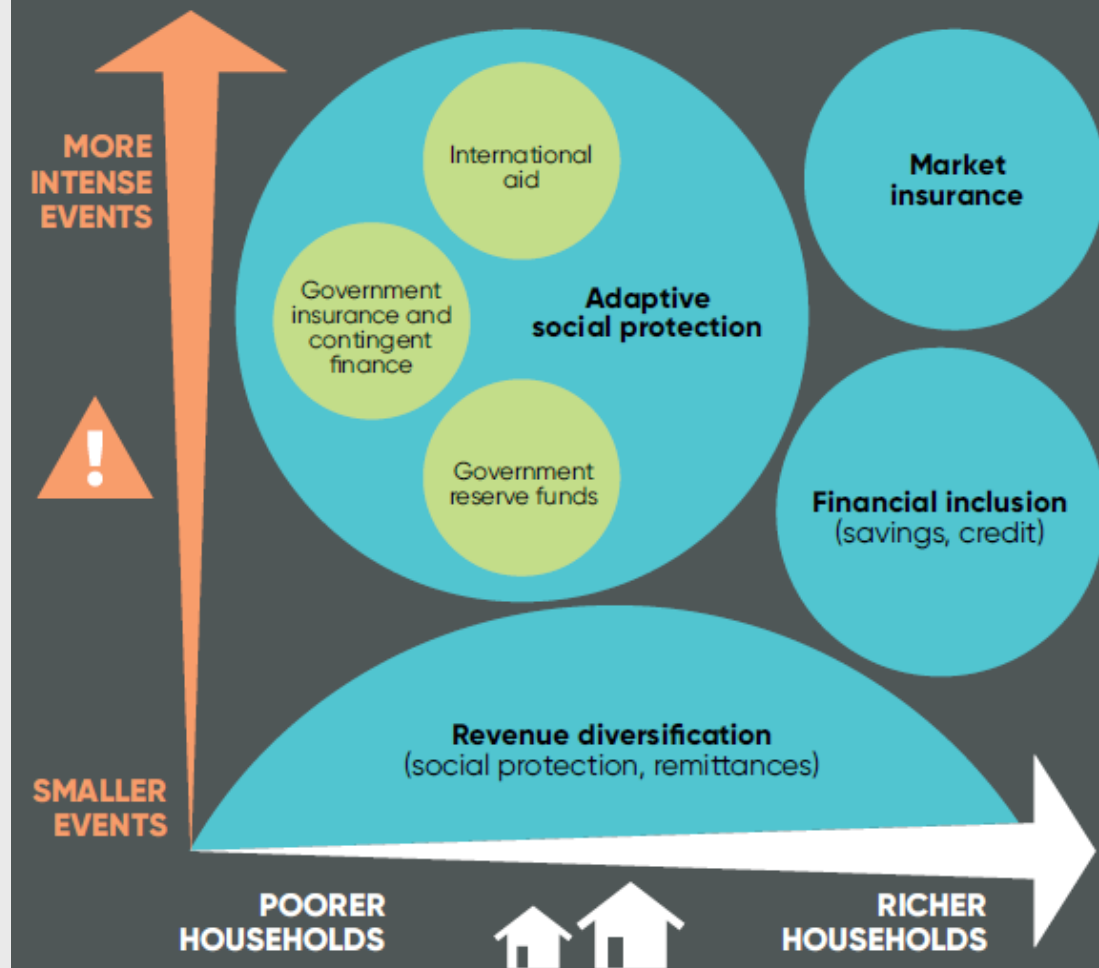 MORE
INTENSE
EVENTS
International
aid
Market
insurance
Government
insurance and
contingent
finance
Adaptive
social protection
!
Government
reserve funds
Financial inclusion
(savings, credit)
Revenue diversification
(social protection, remittances)
SMALLER
EVENTS
POORER
HOUSEHOLDS
RICHER
HOUSEHOLDS